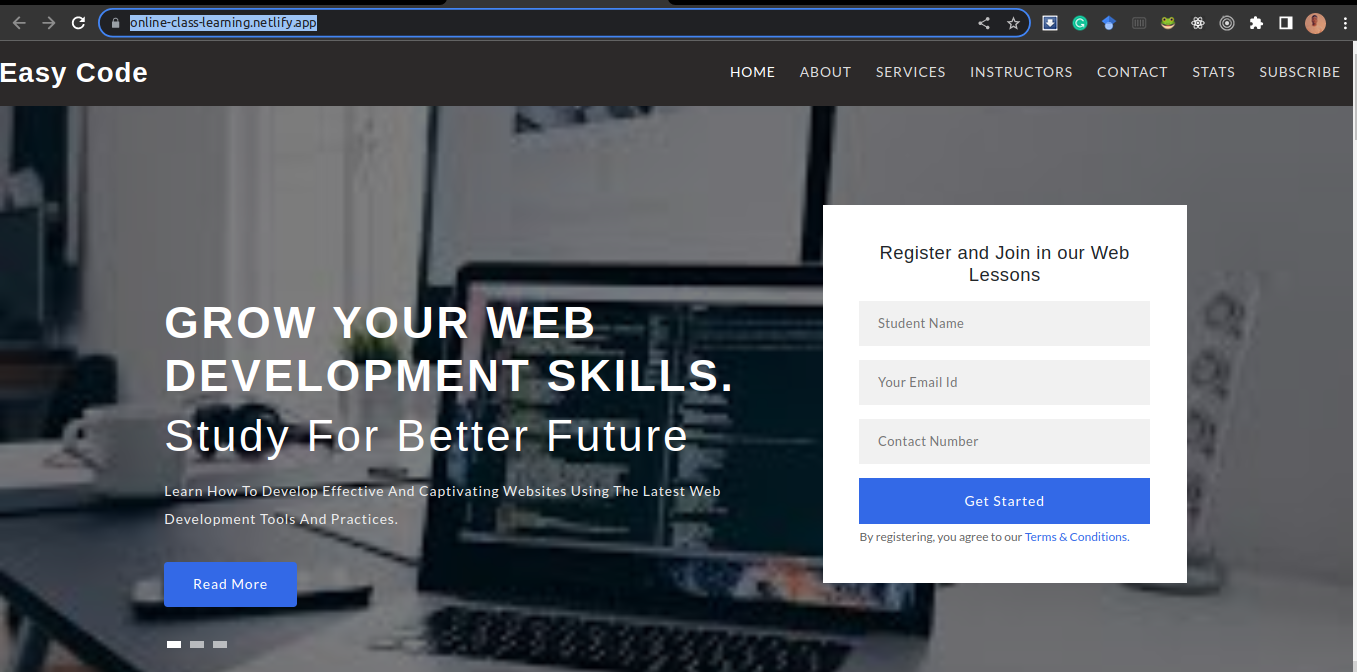 online-class-learning.netlify.app
Easy Code
HOME ABOUT SERVICES INSTRUCTORS CONTACT STATS SUBSCRIBE
GROW YOUR WEB
DEVELOPMENT SKILLS.
Study For Better Future
Learn How To Develop Effective And Captivating Websites Using The Latest Web
Development Tools And Practices.
Read More
Register and Join in our Web
Lessons
Student Name
Your Email Id
Contact Number
Get Started
By registering, you agree to our Terms & Conditions.